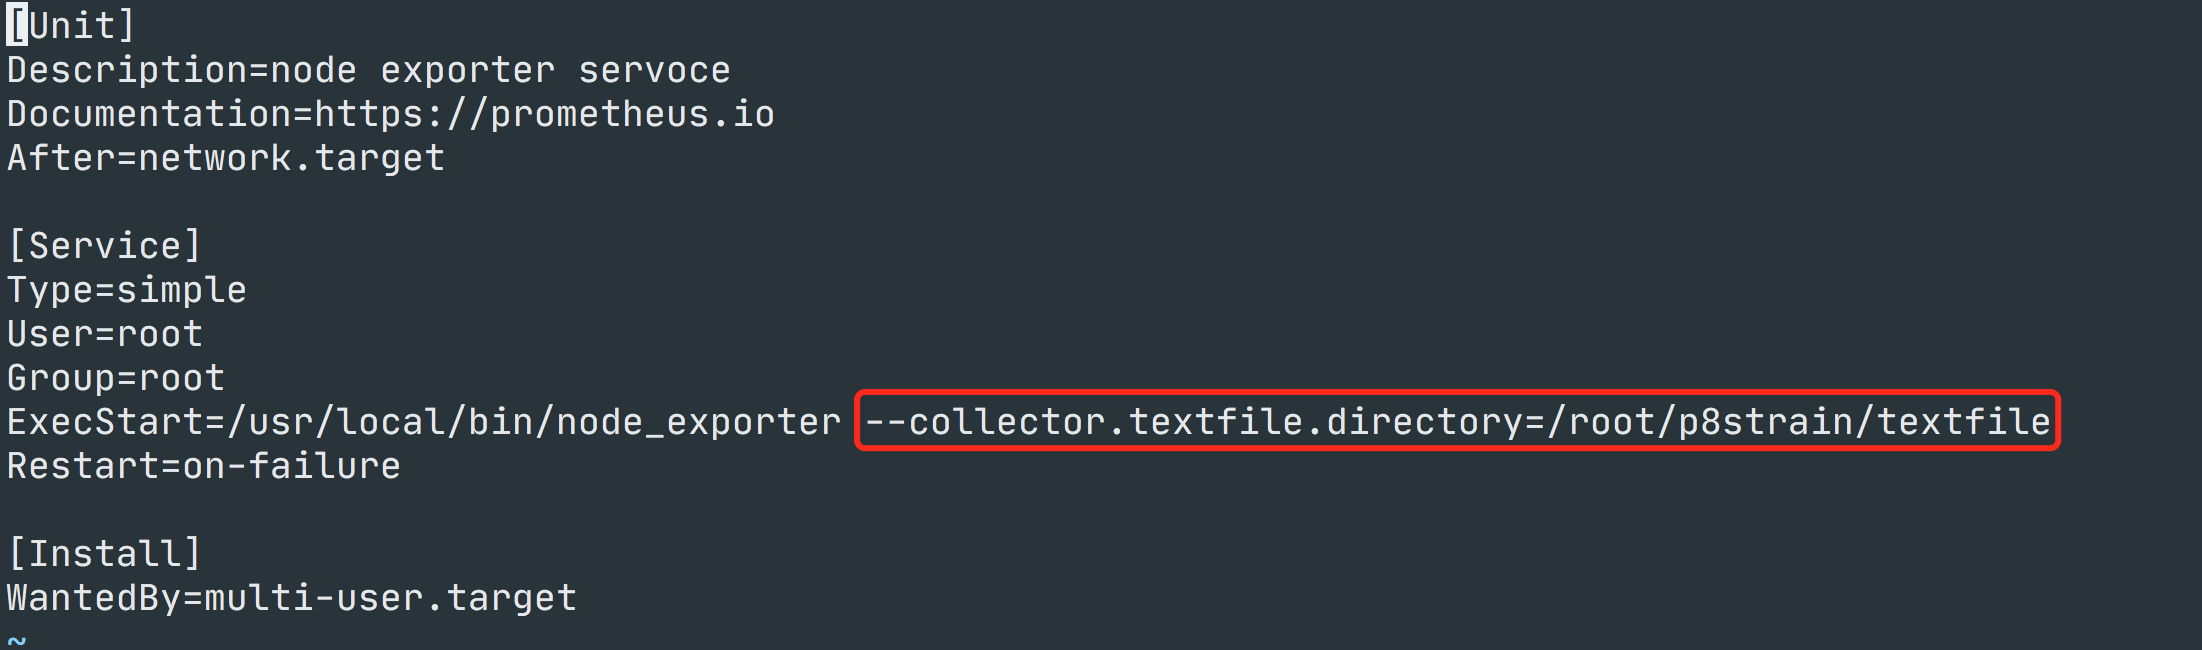 [Unit]
Description=node exporter servoce
Documentation=https://prometheus.io
After=network.target
[Service]
Type=simple
User=root
Group=root
ExecStart=/usr/local/bin/node_exporter --collector.textfile.directory=/root/p8strain/textfile
Restart=on-failure
[Install]
WantedBy=multi-user.target
~